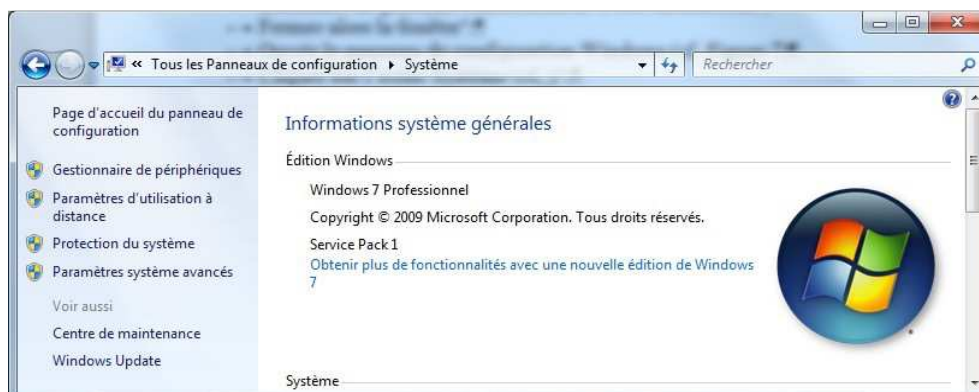 « Tous les Panneaux de configuration ▸ Système
Rechercher
Page d'accueil du panneau de
configuration
Gestionnaire de périphériques
Paramètres d'utilisation à
distance
Protection du système
Paramètres système avancés
Voir aussi
Centre de maintenance
Windows Update
Informations système générales
Édition Windows
Windows 7 Professionnel
Copyright © 2009 Microsoft Corporation. Tous droits réservés.
Service Pack 1
Obtenir plus de fonctionnalités avec une nouvelle édition de Windows
7
Système